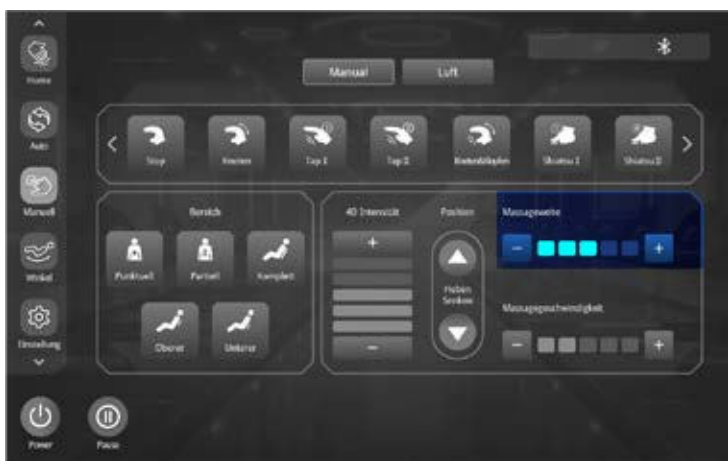 Manual
Luft
Home
Auto
Manuell
Winkel
Einstellung
Power
Pause
Stop
Kneten
Tap I
Tap II
Shiatsu I
Shiatsu II
Bereich
Punktuell
Partiell
Komplett
Oberer
Unterer
4D Intensität
+
−
Position
Heben
Senken
Massageweite
− +
Massagegeschwindigkeit
− +